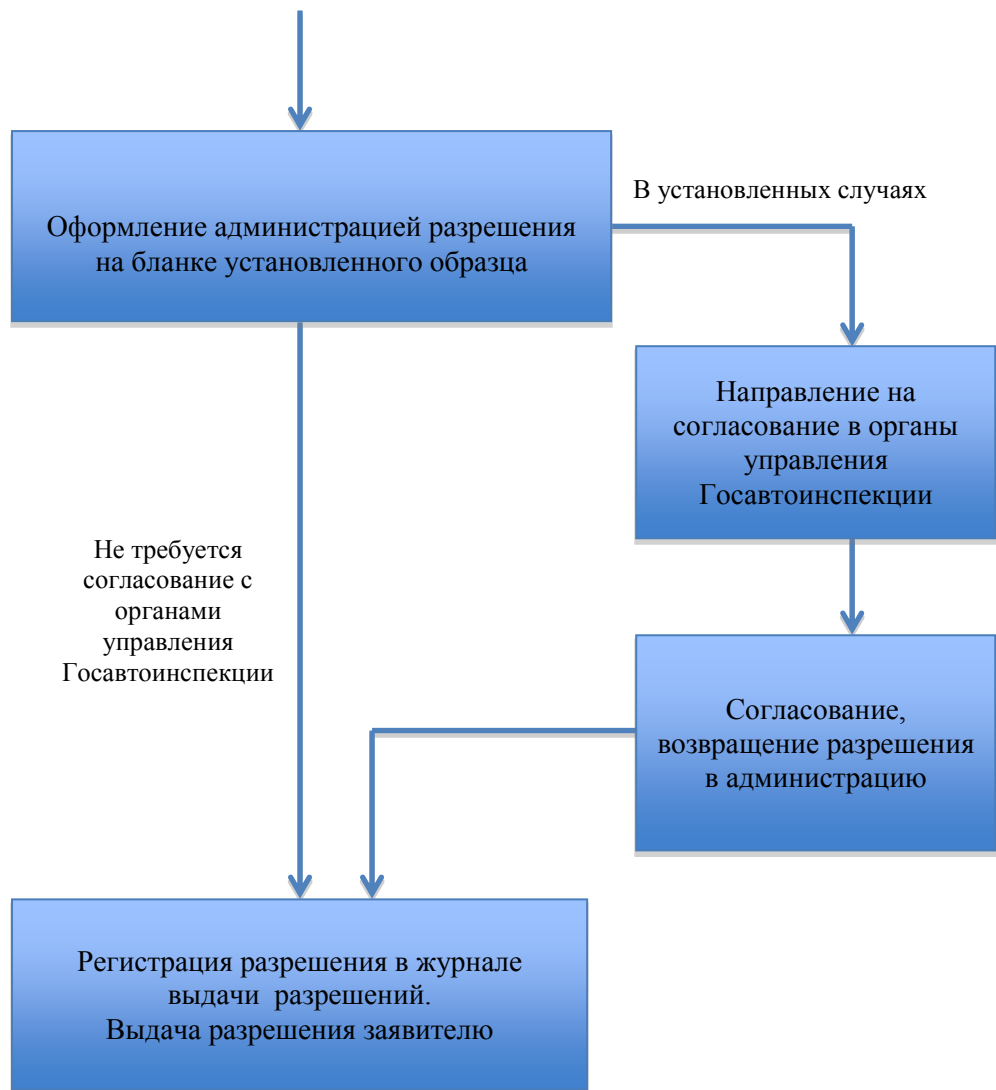 В установленных случаях
Оформление администрацией разрешения
на бланке установленного образца
Направление на
согласование в органы
управления
Госавтоинспекции
Не требуется
согласование с
органами
управления
Госавтоинспекции
Согласование,
возвращение разрешения
в администрацию
Регистрация разрешения в журнале
выдачи  разрешений.
Выдача разрешения заявителю